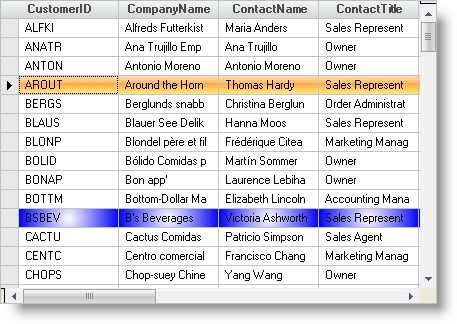 CustomerID CompanyName ContactName ContactTitle
ALFKI Alfreds Futterkist Maria Anders Sales Represent
ANATR Ana Trujillo Emp Ana Trujillo Owner
ANTON Antonio Moreno Antonio Moreno Owner
AROUT Around the Horn Thomas Hardy Sales Represent
BERGS Berglunds snabb Christina Berglun Order Administrat
BLAUS Blauer See Delik Hanna Moos Sales Represent
BLONP Blondel père et fil Frédérique Citea Marketing Manag
BOLID Bólido Comidas p Martín Sommer Owner
BONAP Bon app' Laurence Lebiha Owner
BOTTM Bottom-Dollar Ma Elizabeth Lincoln Accounting Mana
BSBEV B's Beverages Victoria Ashworth Sales Represent
CACTU Cactus Comidas Patricio Simpson Sales Agent
CENTC Centro comercial Francisco Chang Marketing Manag
CHOPS Chop-suey Chine Yang Wang Owner